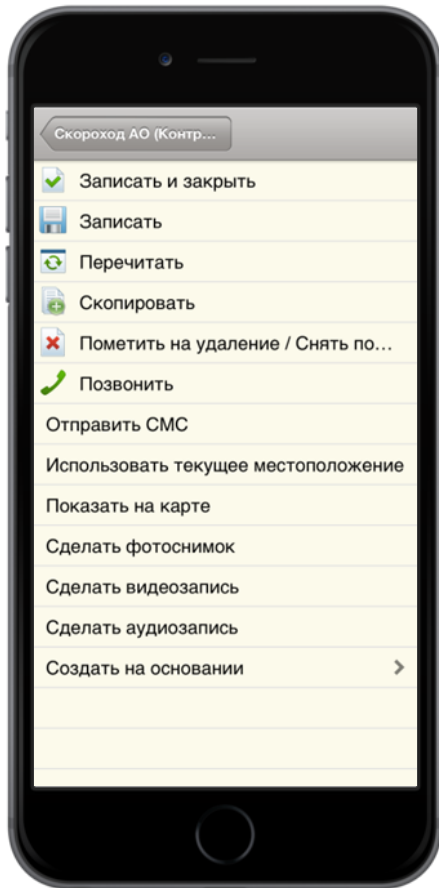 Скороход АО (Контр...
Записать и закрыть
Записать
Перечитать
Скопировать
Пометить на удаление / Снять по...
Позвонить
Отправить СМС
Использовать текущее местоположение
Показать на карте
Сделать фотоснимок
Сделать видеозапись
Сделать аудиозапись
Создать на основании